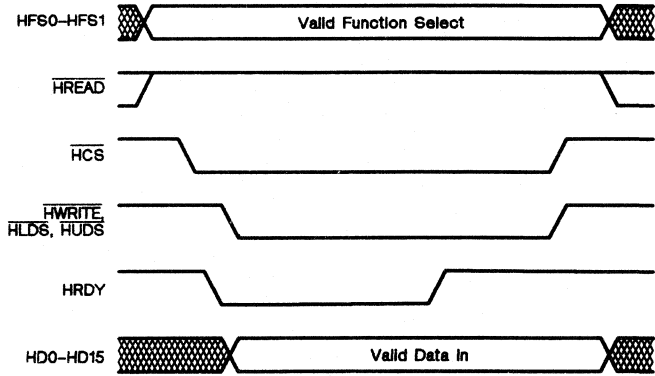 HFS0–HFS1
Valid Function Select
HREAD
HCS
HWRITE,
HLDS, HUDS
HRDY
HD0–HD15
Valid Data In